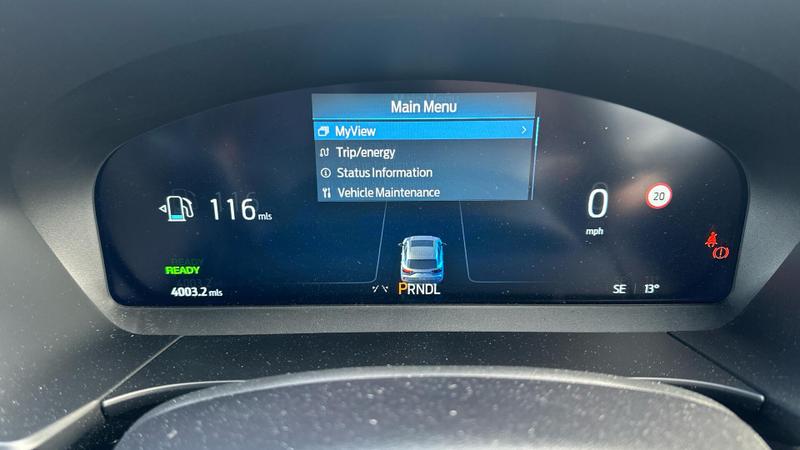 Main Menu
MyView
Trip/energy
Status Information
Vehicle Maintenance
116 mls
0
mph
20
READY
4003.2 mls
PRNDL
SE 13°